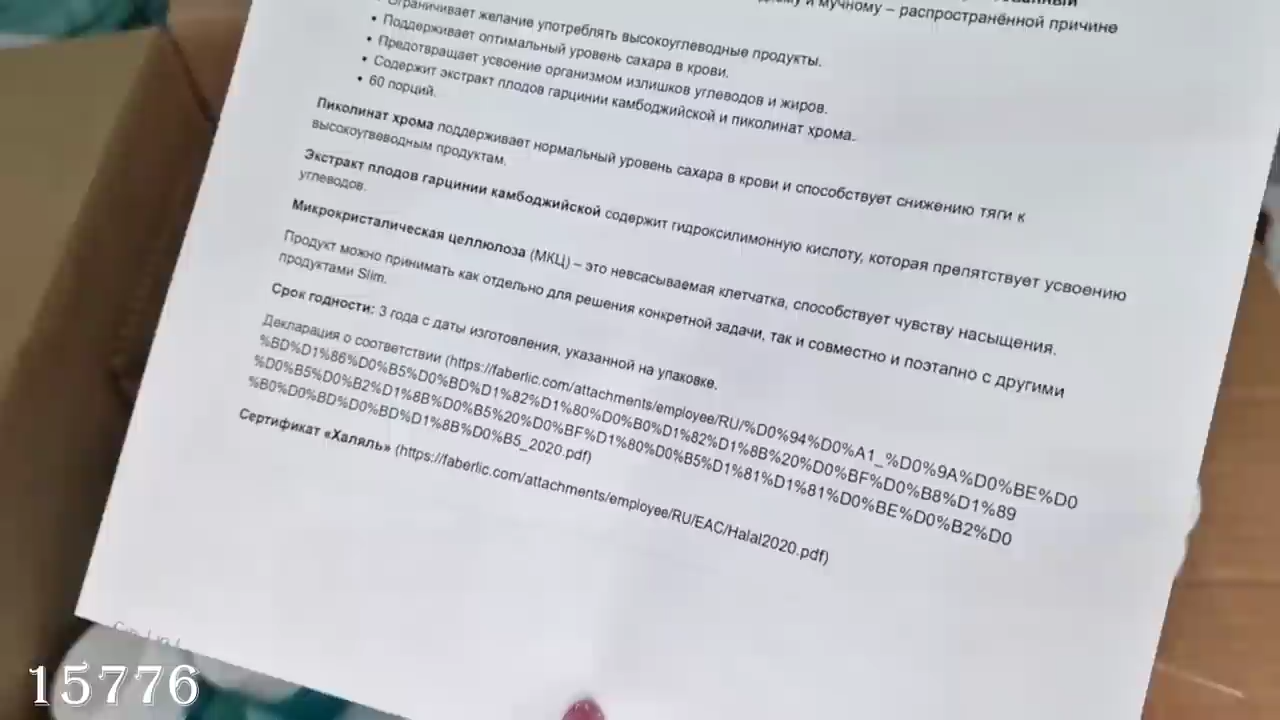 и мучному – распространённой причине
Ограничивает желание употреблять высокоуглеводные продукты.
• Поддерживает оптимальный уровень сахара в крови.
• Предотвращает усвоение организмом излишков углеводов и жиров.
• Содержит экстракт плодов гарцинии камбоджийской и пиколинат хрома.
• 60 порций.
Пиколинат хрома поддерживает нормальный уровень сахара в крови и способствует снижению тяги к
высокоугвеводным продуктам.
Экстракт плодов гарцинии камбоджийской содержит гидроксилимонную кислоту, которая препятствует усвоению
углеводов.
Микрокристалическая целлюлоза (МКЦ) – это невсасываемая клетчатка, способствует чувству насыщения.
Продукт можно принимать как отдельно для решения конкретной задачи, так и совместно и поэтапно с другими
продуктами Slim.
Срок годности: 3 года с даты изготовления, указанной на упаковке.
Декларация о соответствии (https://faberlic.com/attachments/employee/RU/%D0%94%D0%A1_%D0%9A%D0%BE%D0
%BD%D1%86%D0%B5%D0%BD%D1%82%D1%80%D0%B0%D1%82%D1%8B%20%D0%BF%D0%B8%D1%89
%D0%B5%D0%B2%D1%8B%D0%B5%20%D0%BF%D1%80%D0%B5%D1%81%D1%81%D0%BE%D0%B2%D0
%B0%D0%BD%D0%BD%D1%8B%D0%B5_2020.pdf)
Сертификат «Халяль» (https://faberlic.com/attachments/employee/RU/EAC/Halal2020.pdf)
15776